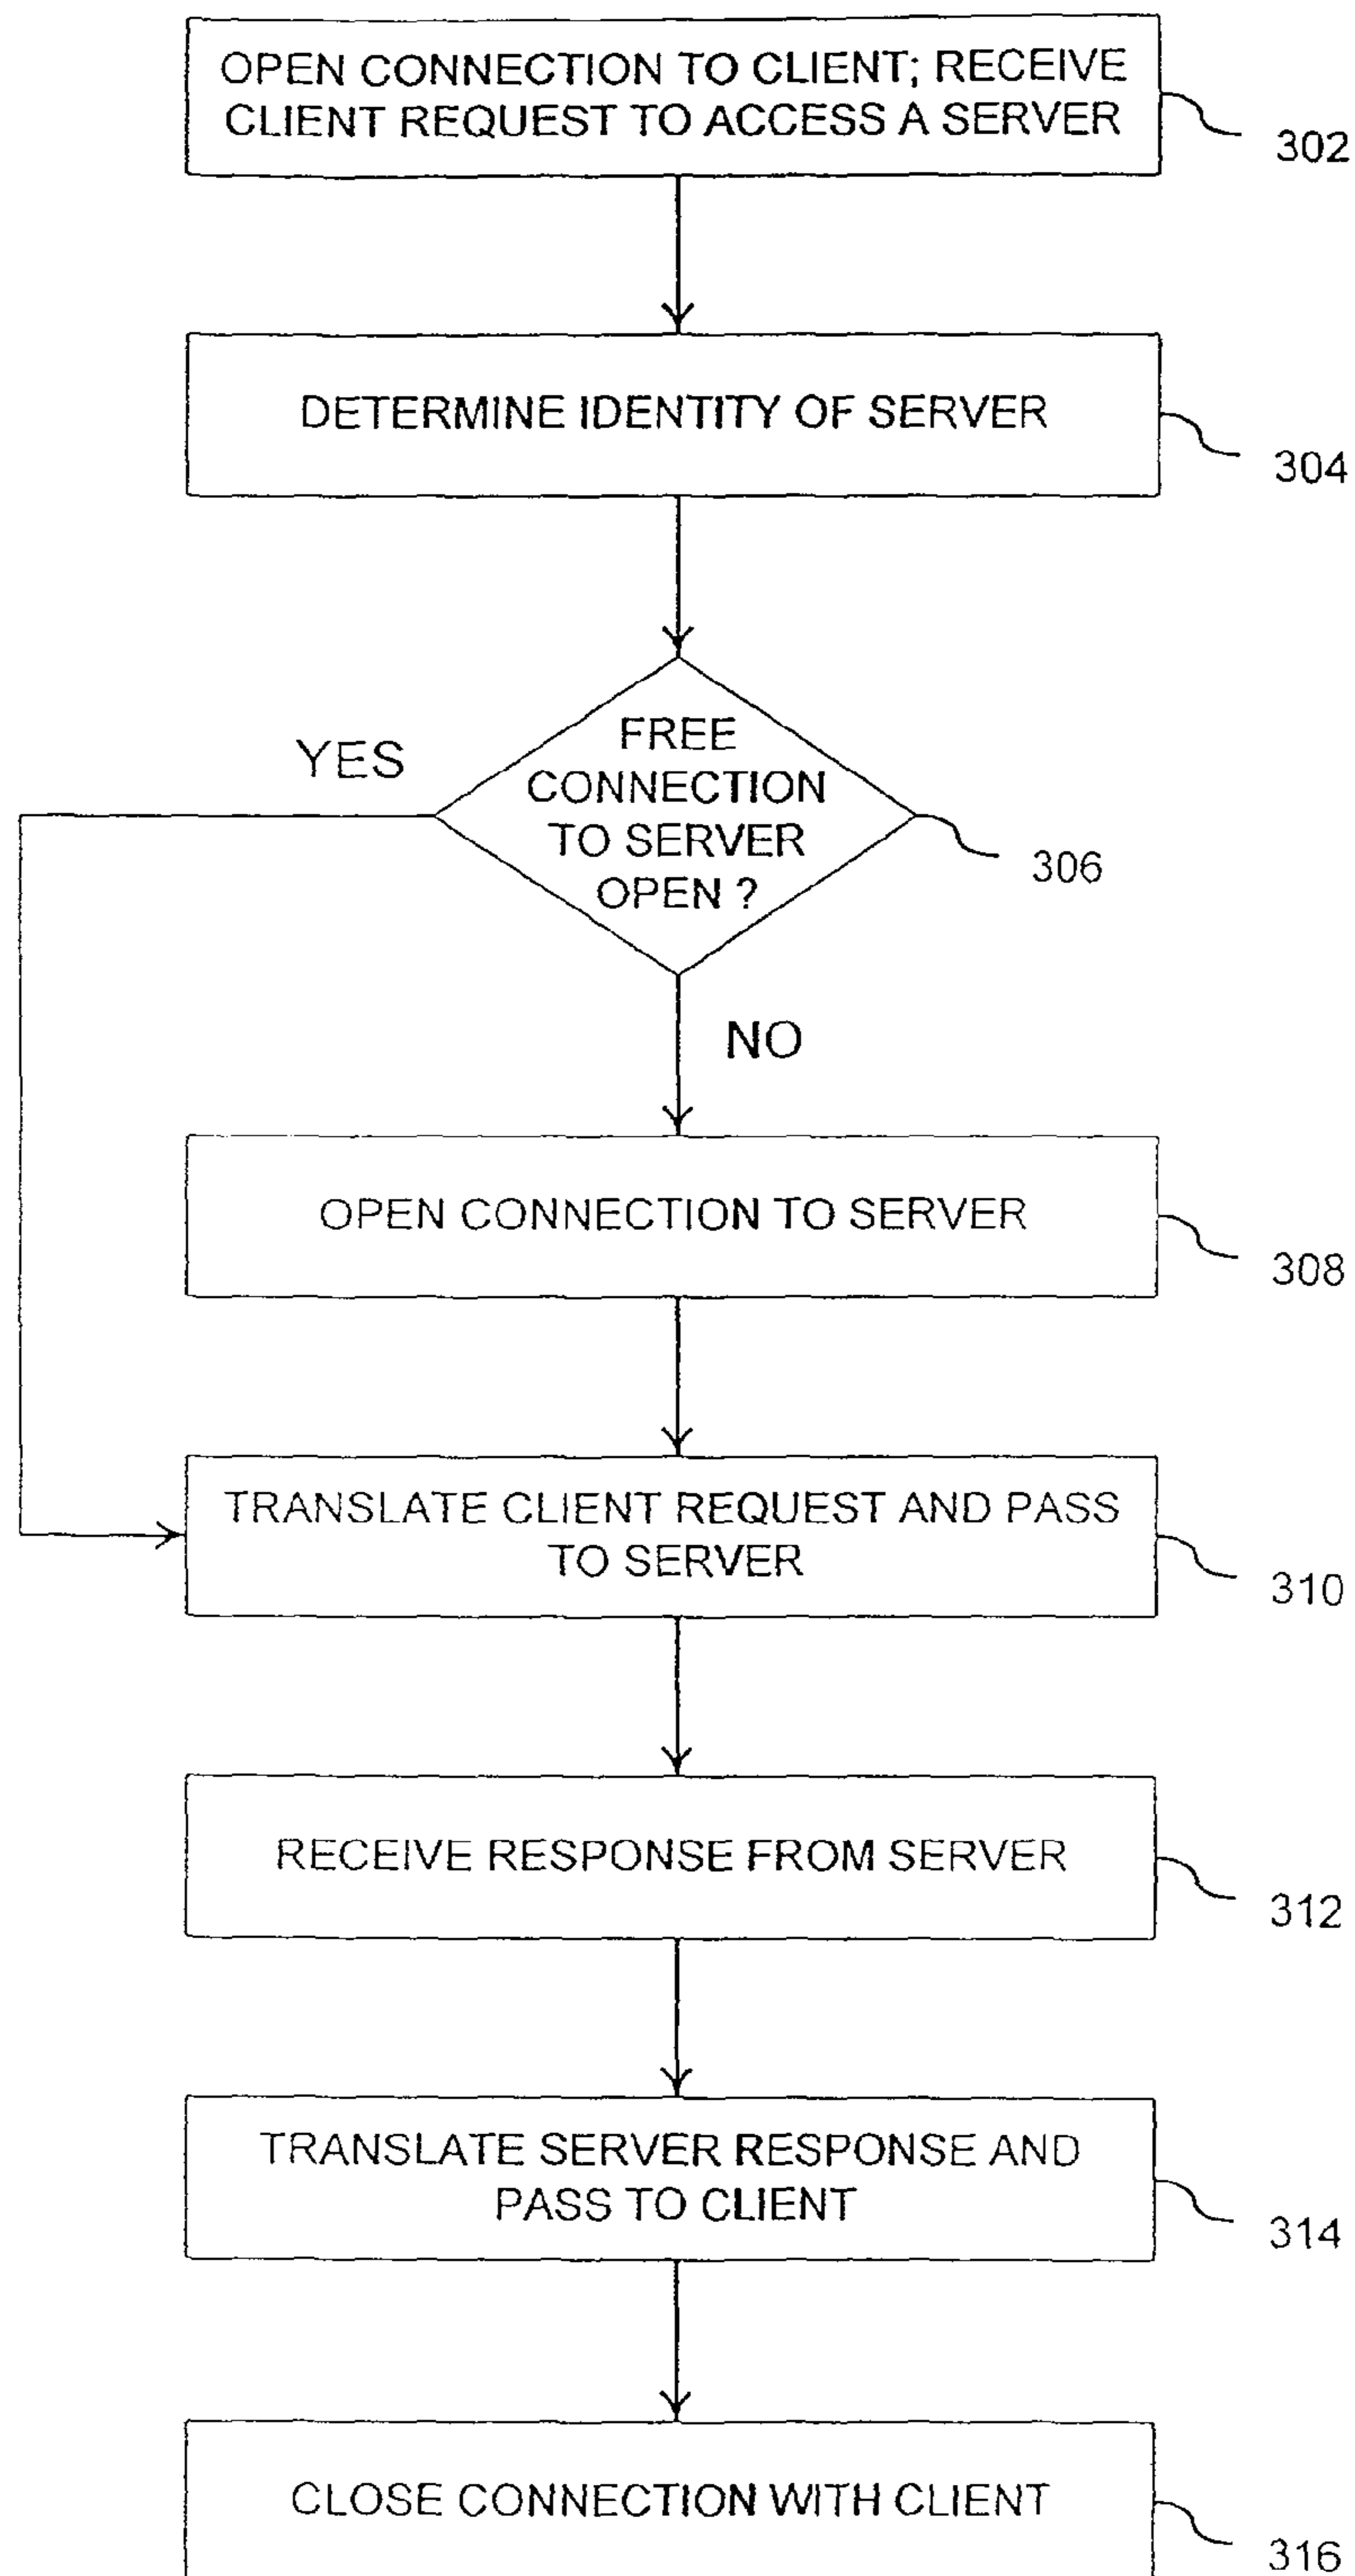 OPEN CONNECTION TO CLIENT; RECEIVE
CLIENT REQUEST TO ACCESS A SERVER
302
DETERMINE IDENTITY OF SERVER
304
YES
FREE
CONNECTION
TO SERVER
OPEN ?
306
NO
OPEN CONNECTION TO SERVER
308
TRANSLATE CLIENT REQUEST AND PASS
TO SERVER
310
RECEIVE RESPONSE FROM SERVER
312
TRANSLATE SERVER RESPONSE AND
PASS TO CLIENT
314
CLOSE CONNECTION WITH CLIENT
316